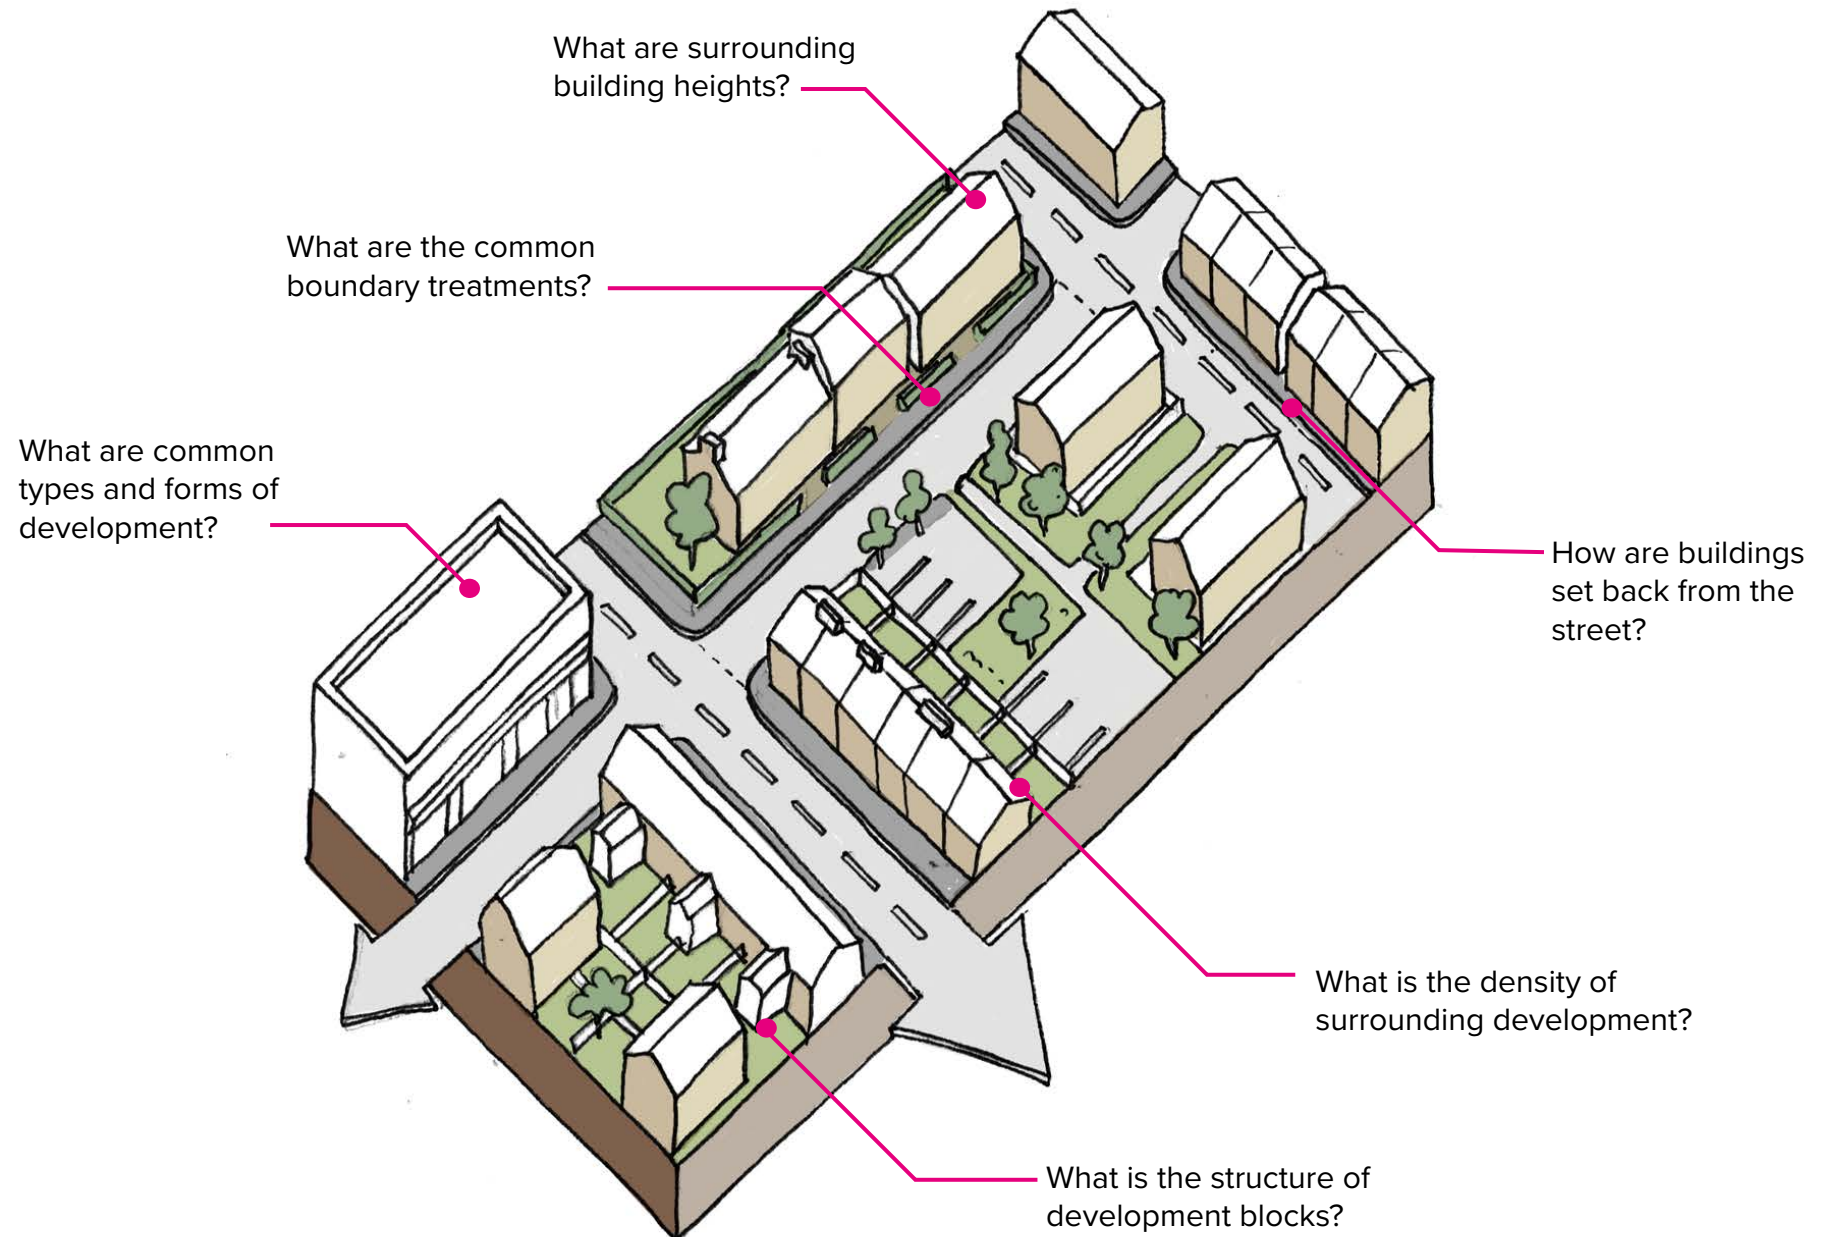 What are surrounding
building heights?
What are the common
boundary treatments?
What are common
types and forms of
development?
How are buildings
set back from the
street?
What is the density of
surrounding development?
What is the structure of
development blocks?